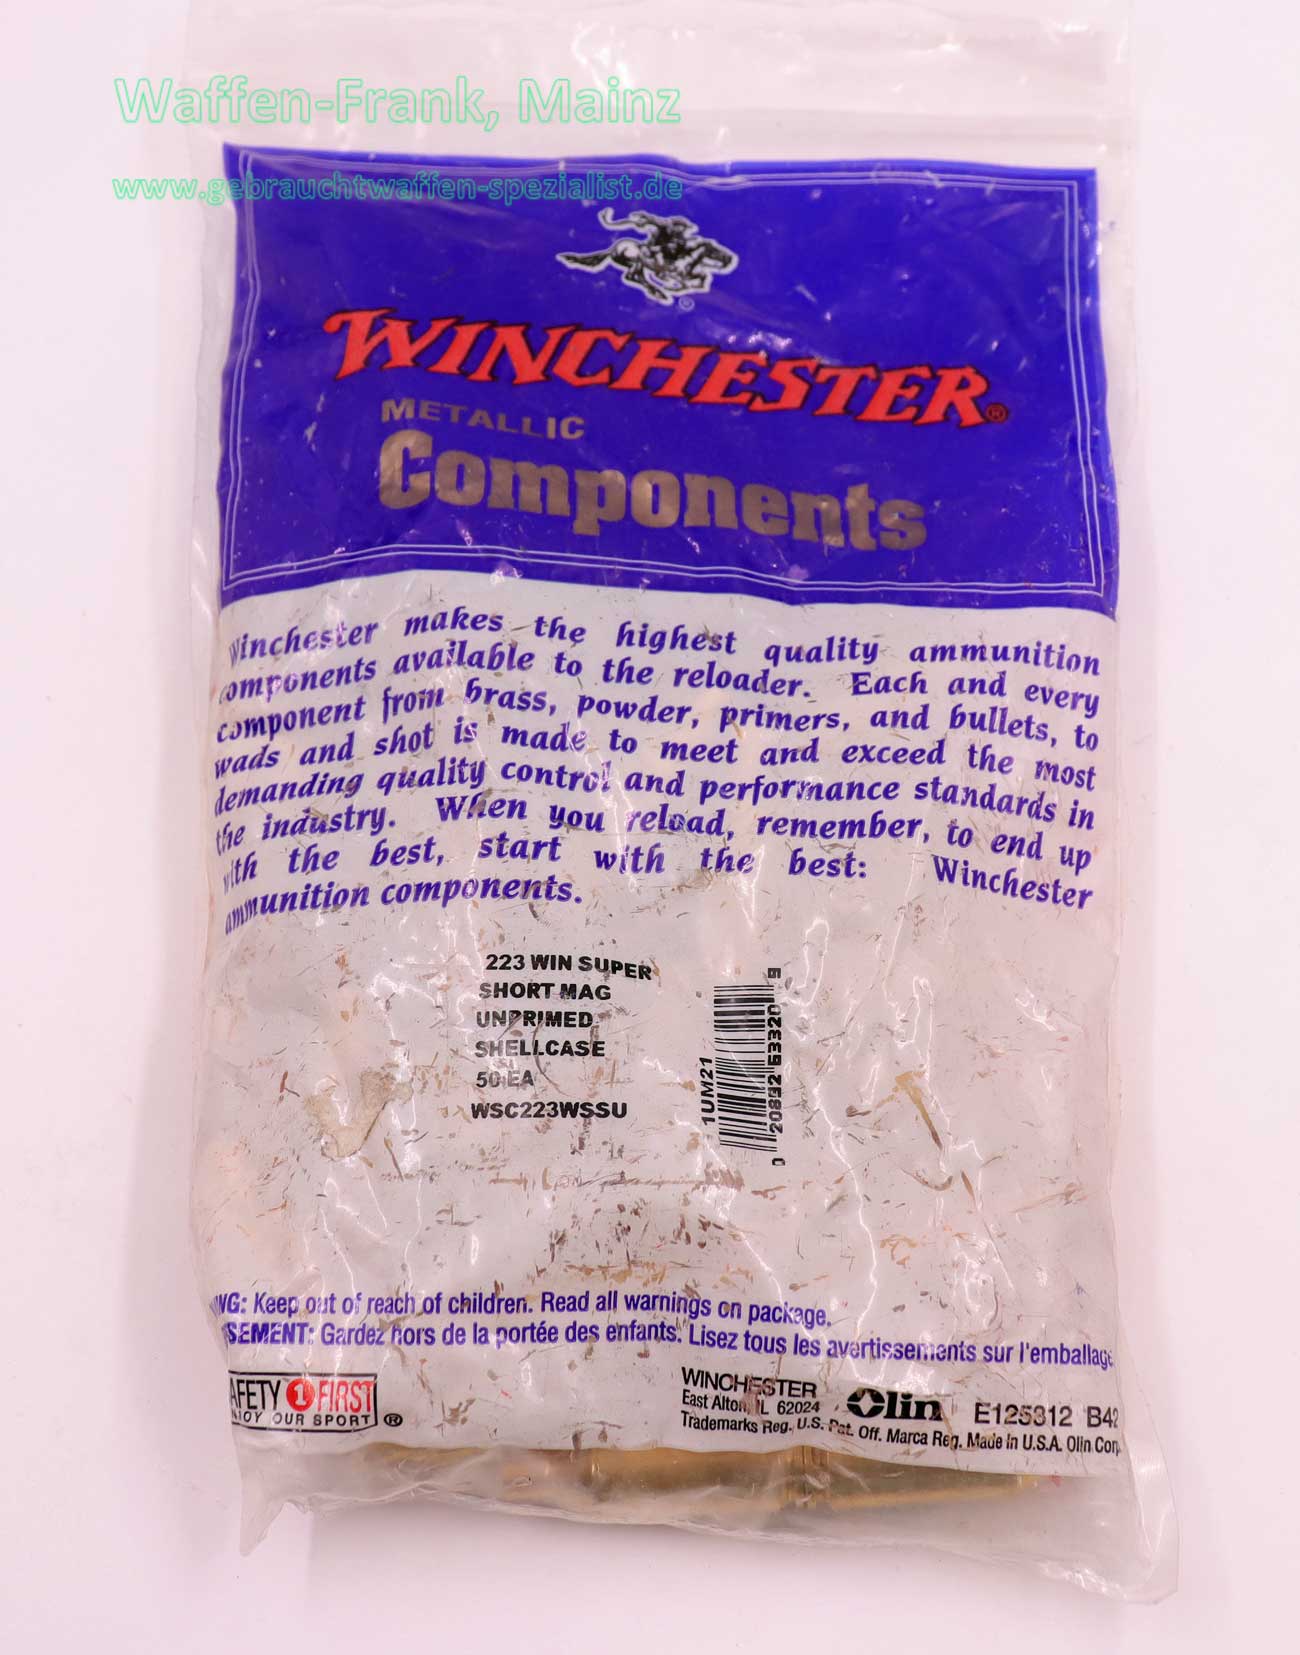 Waffen-Frank, Mainz
www.gebrauchtwaffen-spezialist.de
WINCHESTER®
METALLIC
Components
Winchester makes the highest quality ammunition
components available to the reloader. Each and every
component from brass, powder, primers, and bullets, to
wads and shot is made to meet and exceed the most
demanding quality control and performance standards in
the industry. When you reload, remember, to end up
with the best, start with the best: Winchester
ammunition components.
223 WIN SUPER
SHORT MAG
UNPRIMED
SHELLCASE
50 EA
WSC223WSSU
1UM21
0 20892 63320 9
NG: Keep out of reach of children. Read all warnings on package.
SEMENT: Gardez hors de la portée des enfants. Lisez tous les avertissements sur l'emballage
AFETY 1 FIRST
NJOY OUR SPORT ®
WINCHESTER
East Alton, IL 62024
Olin E125312 B42
Trademarks Reg. U.S. Pat. Off. Marca Reg. Made in U.S.A. Olin Corp